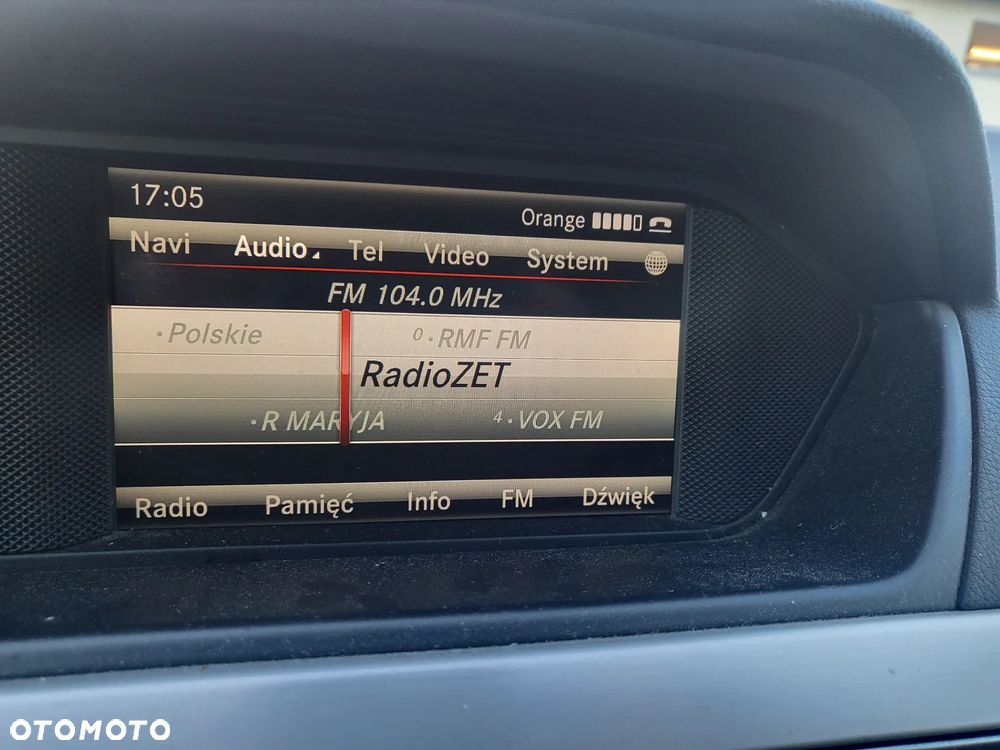 17:05
Orange
Navi Audio Tel Video System
FM 104.0 MHz
·Polskie 0·RMF FM
RadioZET
·R MARYJA 4·VOX FM
Radio Pamięć Info FM Dźwięk
OTOMOTO